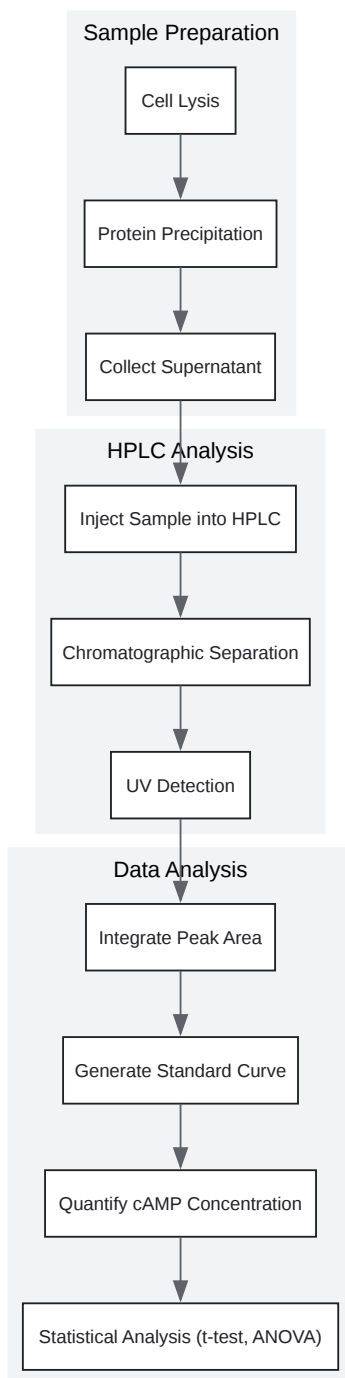 Sample Preparation
Cell Lysis
Protein Precipitation
Collect Supernatant
HPLC Analysis
Inject Sample into HPLC
Chromatographic Separation
UV Detection
Data Analysis
Integrate Peak Area
Generate Standard Curve
Quantify cAMP Concentration
Statistical Analysis (t-test, ANOVA)